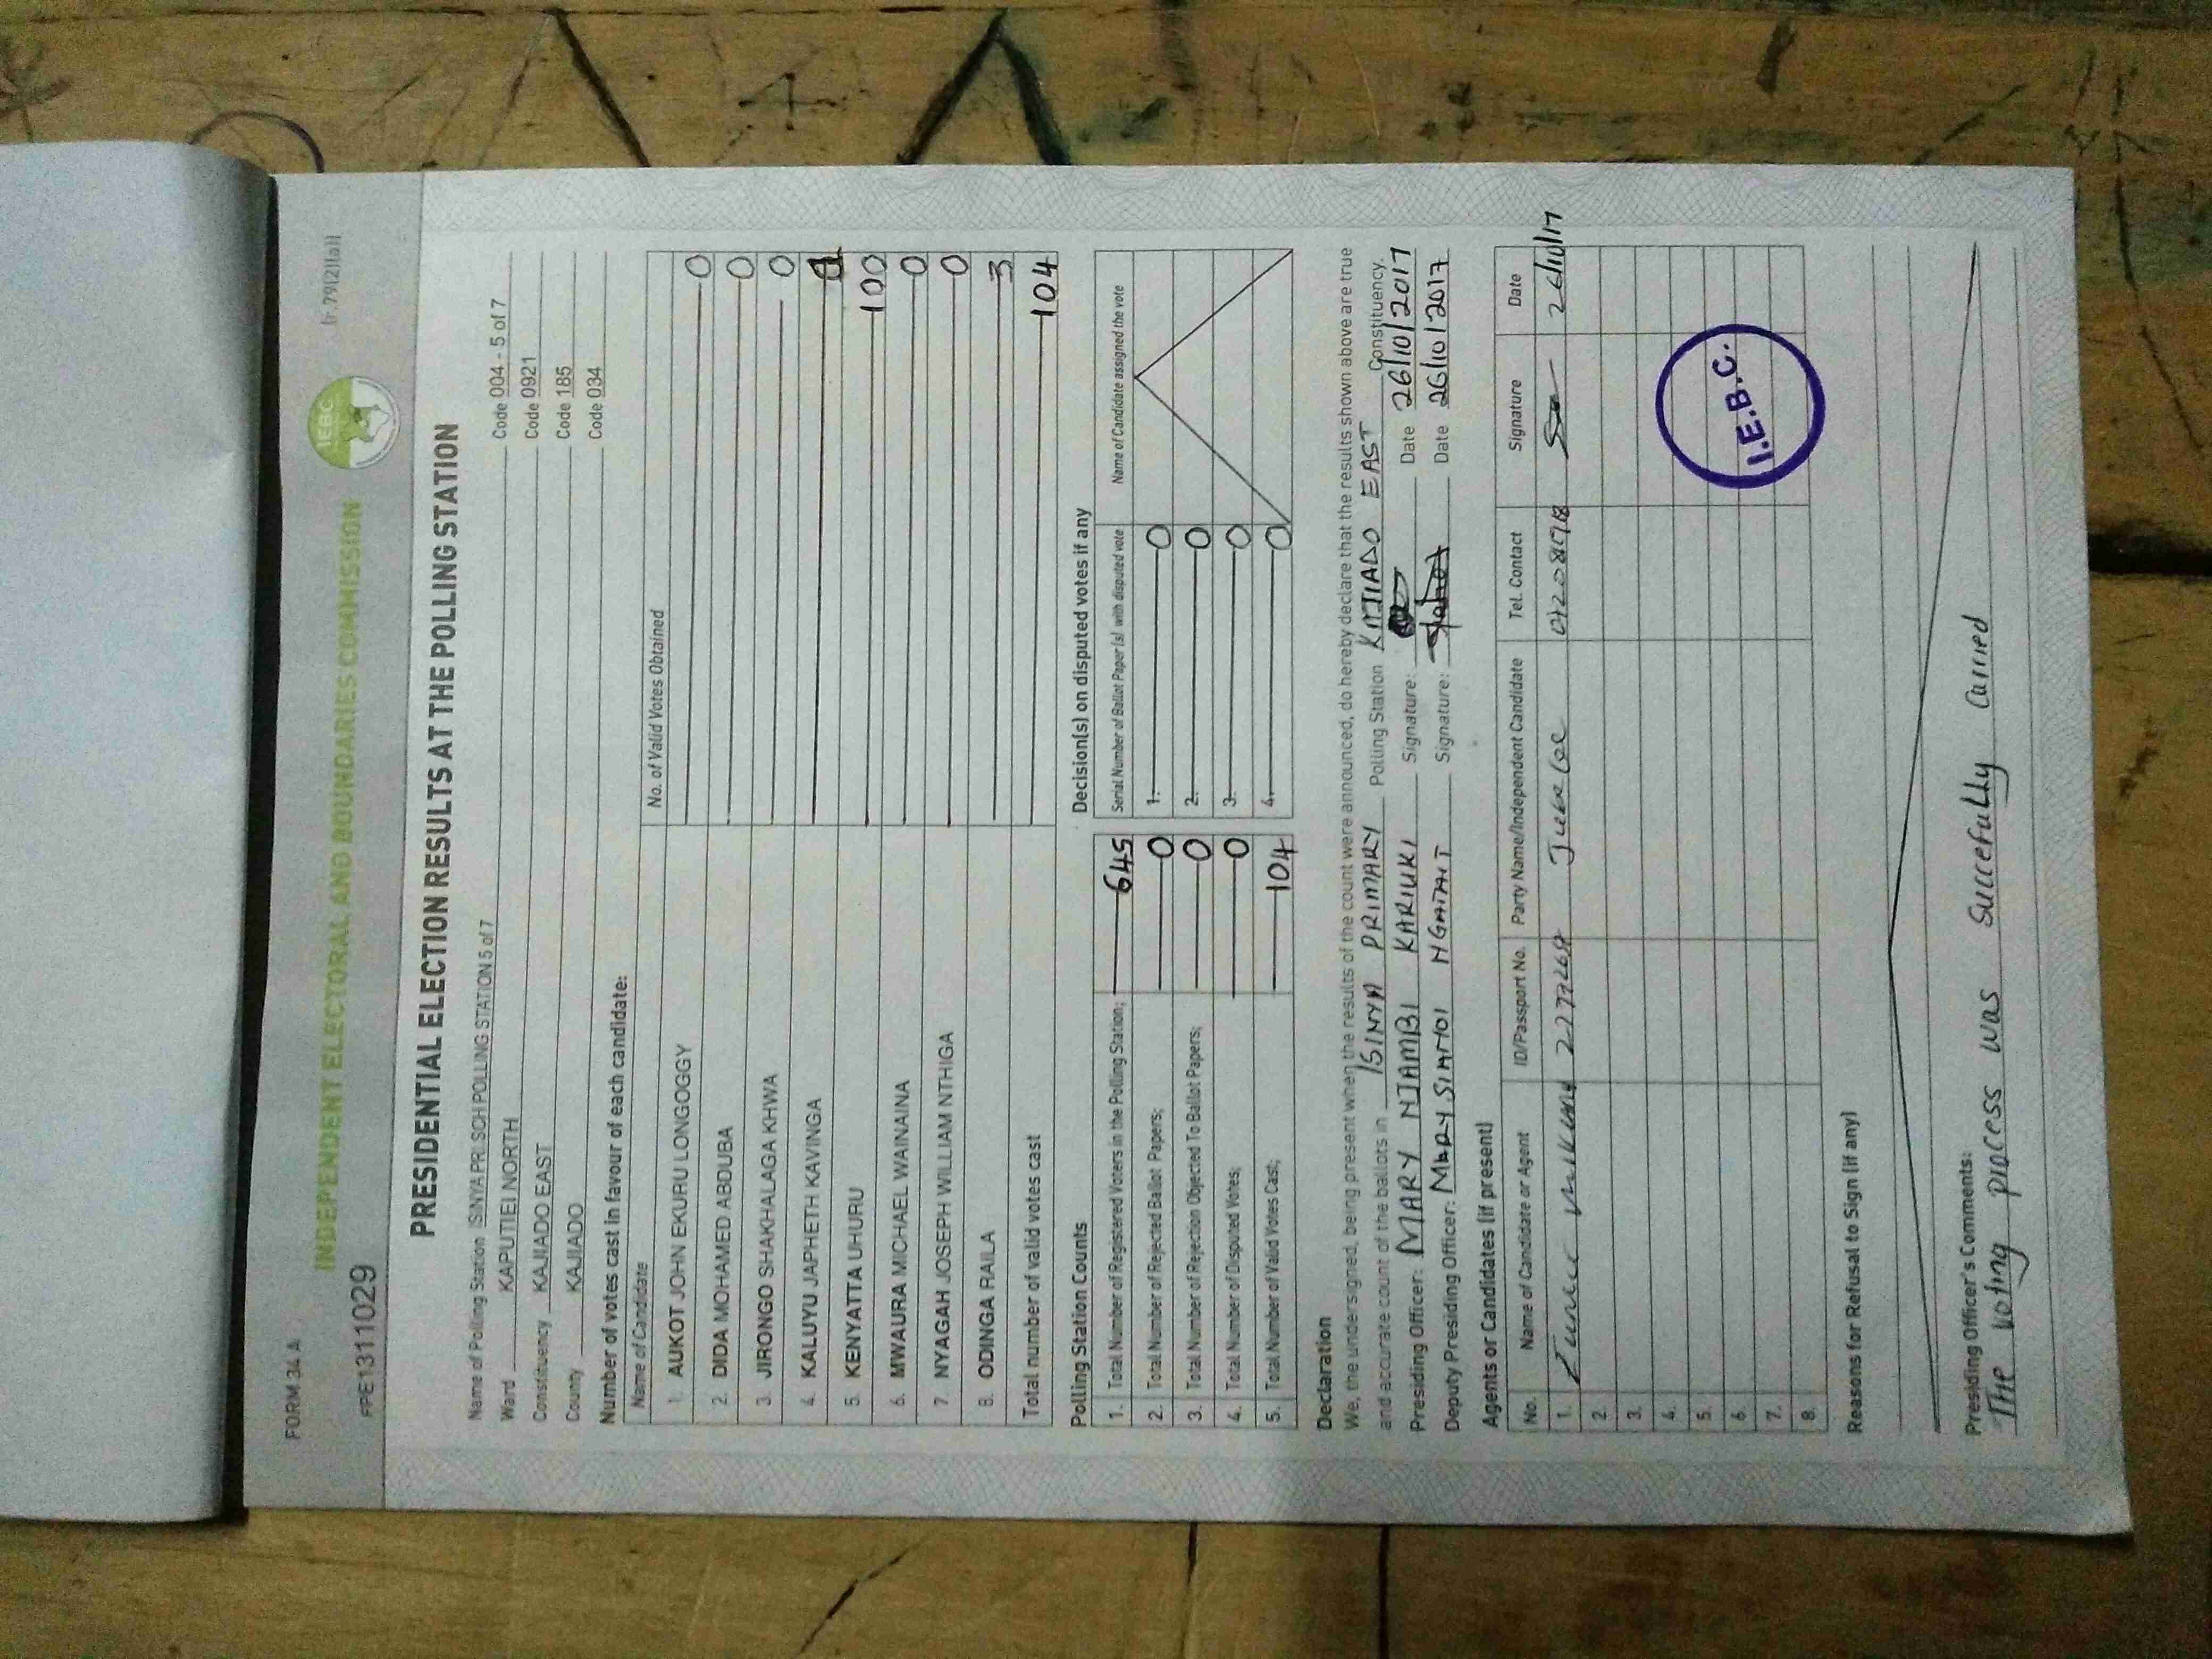 FORM 34 A
(r.79(2)(a))
INDEPENDENT ELECTORAL AND BOUNDARIES COMMISSION
IEBC
PPE1311029
PRESIDENTIAL ELECTION RESULTS AT THE POLLING STATION
Name of Polling Station ISINYA PRI. SCH POLLING STATION 5 of 7 Code 004 - 5 of 7
Ward KAPUTIEI NORTH Code 0921
Constituency KAJIADO EAST Code 185
County KAJIADO Code 034
Number of votes cast in favour of each candidate:
Name of Candidate No. of Valid Votes Obtained
1. AUKOT JOHN EKURU LONGOGGY 0
2. DIDA MOHAMED ABDUBA 0
3. JIRONGO SHAKHALAGA KHWA 0
4. KALUYU JAPHETH KAVINGA
5. KENYATTA UHURU 100
6. MWAURA MICHAEL WAINAINA 0
7. NYAGAH JOSEPH WILLIAM NTHIGA 0
8. ODINGA RAILA 3
Total number of valid votes cast 104
Polling Station Counts
1. Total Number of Registered Voters in the Polling Station; 645
2. Total Number of Rejected Ballot Papers; 0
3. Total Number of Rejection Objected To Ballot Papers; 0
4. Total Number of Disputed Votes; 0
5. Total Number of Valid Votes Cast; 104
Decision(s) on disputed votes if any
Serial Number of Ballot Paper (s) with disputed vote Name of Candidate assigned the vote
1. 0
2. 0
3. 0
4. 0
Declaration
We, the undersigned, being present when the results of the count were announced, do hereby declare that the results shown above are true
and accurate count of the ballots in ISINYA PRIMARY Polling Station KAJIADO EAST Constituency.
Presiding Officer: MARY NJAMBI KARIUKI Signature: Date 26/10/2017
Deputy Presiding Officer: MARY Signature: Date 26/10/2017
Agents or Candidates (if present)
No. Name of Candidate or Agent ID/Passport No. Party Name/Independent Candidate Tel. Contact Signature Date
1. 26/10/17
2.
3.
4.
5.
6.
7.
8.
I.E.B.C.
Reasons for Refusal to Sign (if any)
Presiding Officer's Comments:
The voting process was succefully carried